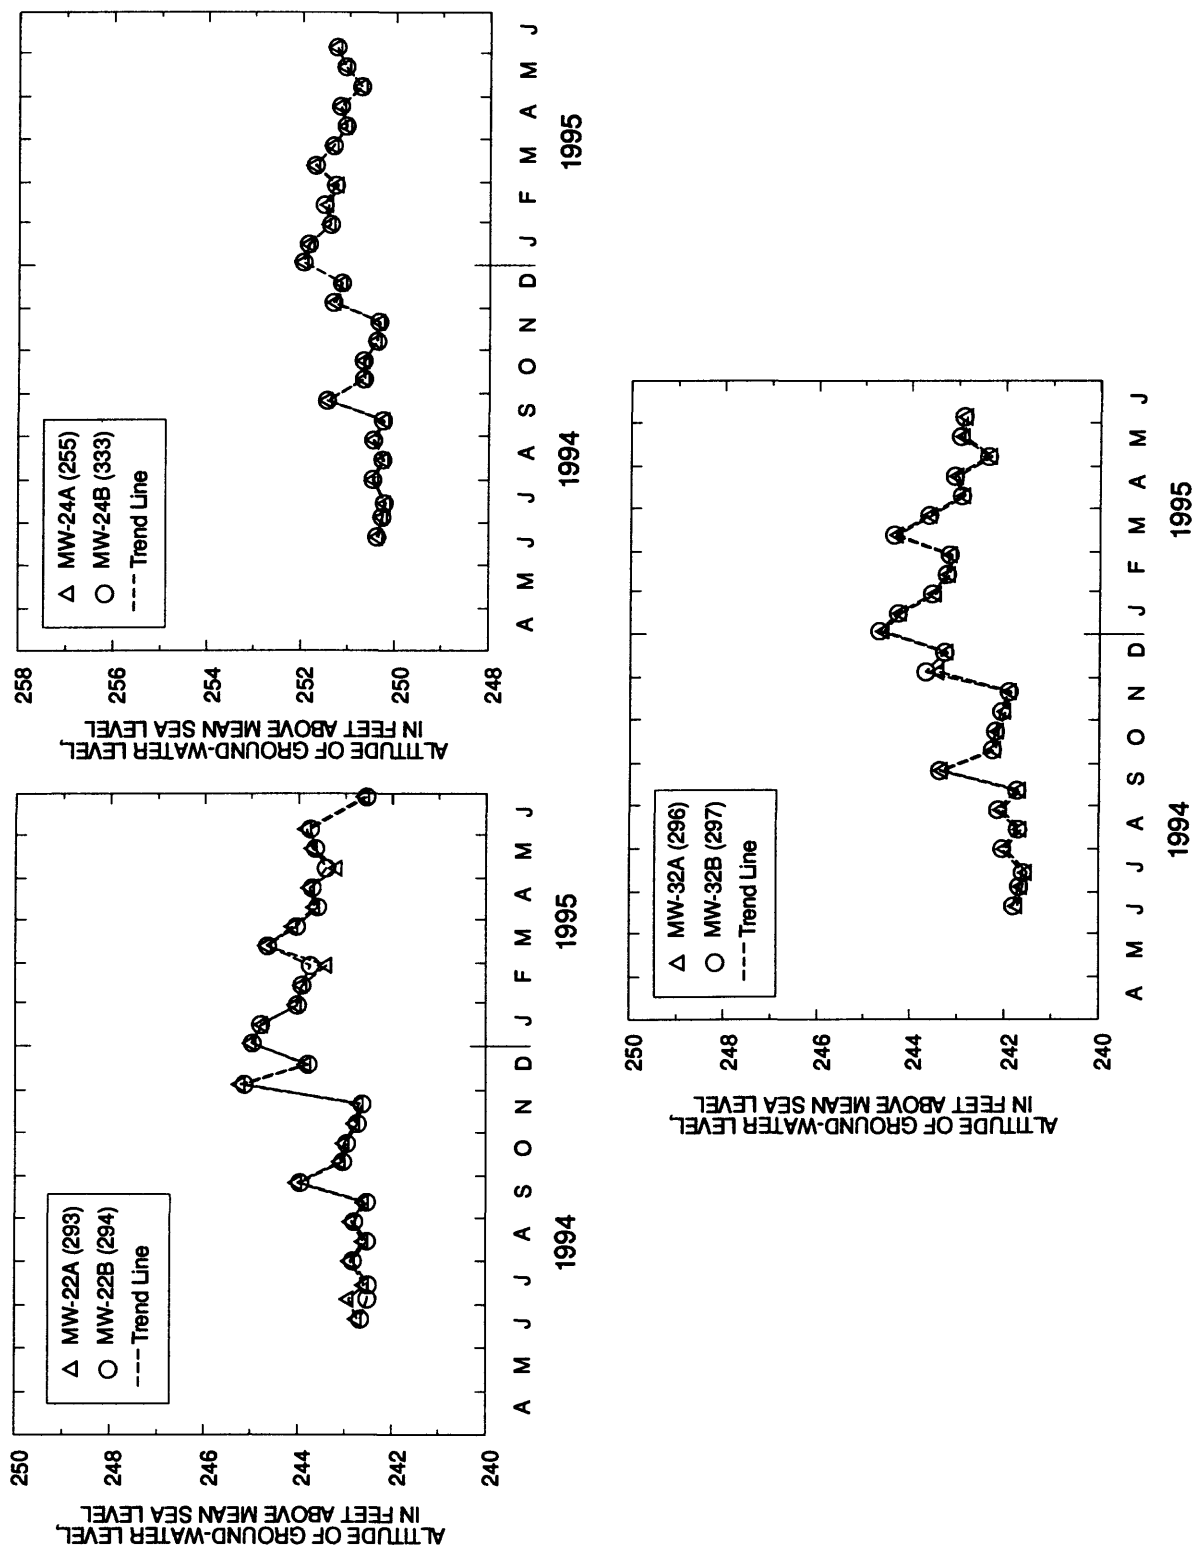 ALTITUDE OF GROUND-WATER LEVEL,
IN FEET ABOVE MEAN SEA LEVEL
250
248
246
244
242
240
△ MW-22A (293)
○ MW-22B (294)
--- Trend Line
A M J J A S O N D J F M A M J
1994 1995
ALTITUDE OF GROUND-WATER LEVEL,
IN FEET ABOVE MEAN SEA LEVEL
258
256
254
252
250
248
△ MW-24A (255)
○ MW-24B (333)
--- Trend Line
A M J J A S O N D J F M A M J
1994 1995
ALTITUDE OF GROUND-WATER LEVEL,
IN FEET ABOVE MEAN SEA LEVEL
250
248
246
244
242
240
△ MW-32A (296)
○ MW-32B (297)
--- Trend Line
A M J J A S O N D J F M A M J
1994 1995